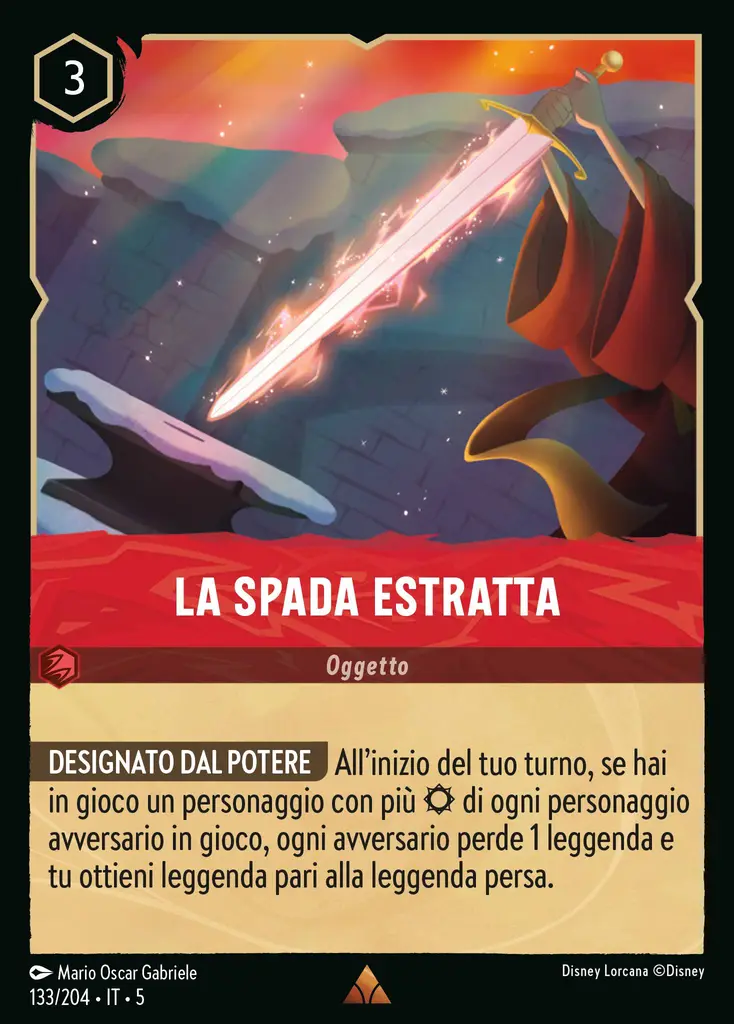 3
LA SPADA ESTRATTA
Oggetto
DESIGNATO DAL POTERE All'inizio del tuo turno, se hai
in gioco un personaggio con più di ogni personaggio
avversario in gioco, ogni avversario perde 1 leggenda e
tu ottieni leggenda pari alla leggenda persa.
Mario Oscar Gabriele
Disney Lorcana ©Disney
133/204 • IT • 5